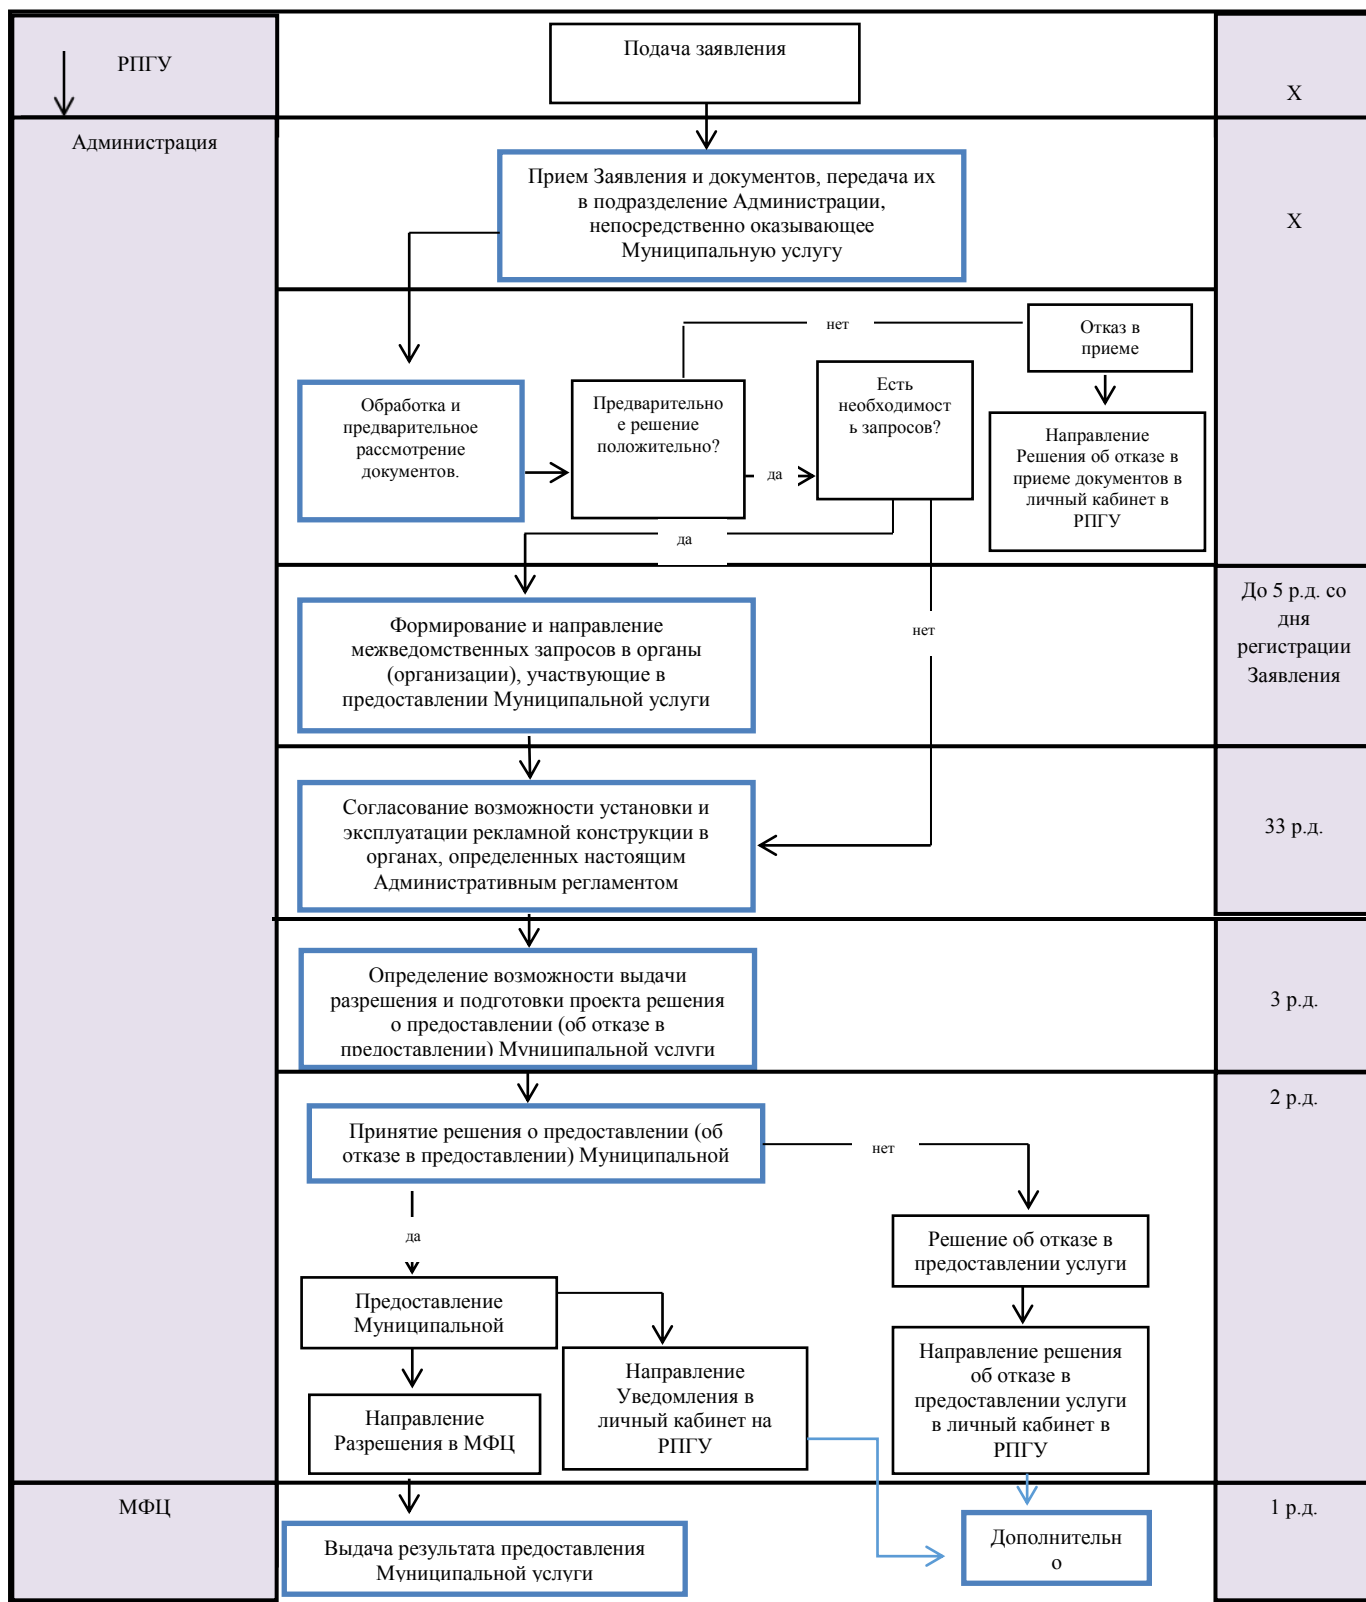 РПГУ
Подача заявления
X
Администрация
Прием Заявления и документов, передача их
в подразделение Администрации,
непосредственно оказывающее
Муниципальную услугу
X
нет
Отказ в
приеме
Обработка и
предварительное
рассмотрение
документов.
Предварительно
е решение
положительно?
да
Есть
необходимост
ь запросов?
Направление
Решения об отказе в
приеме документов в
личный кабинет в
РПГУ
да
нет
Формирование и направление
межведомственных запросов в органы
(организации), участвующие в
предоставлении Муниципальной услуги
До 5 р.д. со
дня
регистрации
Заявления
Согласование возможности установки и
эксплуатации рекламной конструкции в
органах, определенных настоящим
Административным регламентом
33 р.д.
Определение возможности выдачи
разрешения и подготовки проекта решения
о предоставлении (об отказе в
предоставлении) Муниципальной услуги
3 р.д.
Принятие решения о предоставлении (об
отказе в предоставлении) Муниципальной
нет
2 р.д.
да
Решение об отказе в
предоставлении услуги
Предоставление
Муниципальной
Направление
Уведомления в
личный кабинет на
РПГУ
Направление решения
об отказе в
предоставлении услуги
в личный кабинет в
РПГУ
Направление
Разрешения в МФЦ
МФЦ
Выдача результата предоставления
Муниципальной услуги
Дополнительн
о
1 р.д.